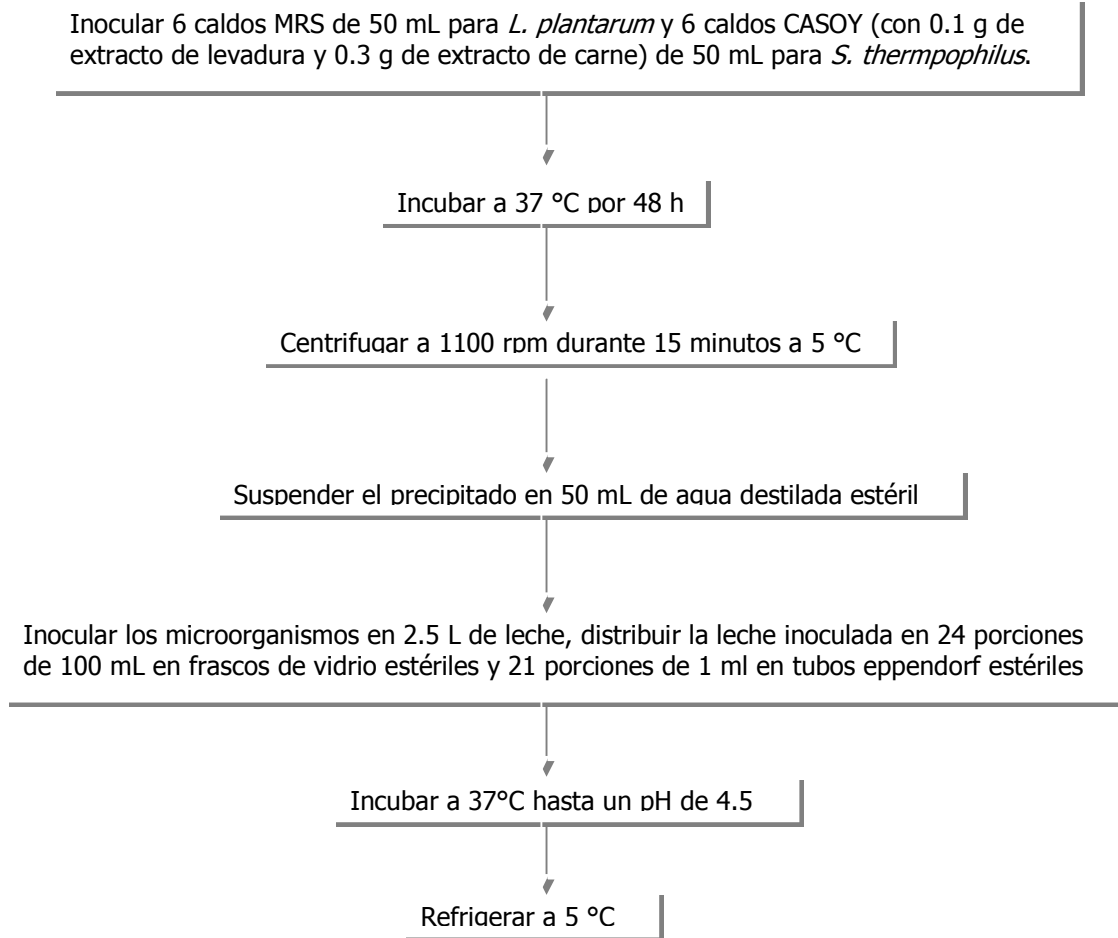 Inocular 6 caldos MRS de 50 mL para L. plantarum y 6 caldos CASOY (con 0.1 g de
extracto de levadura y 0.3 g de extracto de carne) de 50 mL para S. thermpophilus.
Incubar a 37 °C por 48 h
Centrifugar a 1100 rpm durante 15 minutos a 5 °C
Suspender el precipitado en 50 mL de agua destilada estéril
Inocular los microorganismos en 2.5 L de leche, distribuir la leche inoculada en 24 porciones
de 100 mL en frascos de vidrio estériles y 21 porciones de 1 ml en tubos eppendorf estériles
Incubar a 37°C hasta un pH de 4.5
Refrigerar a 5 °C